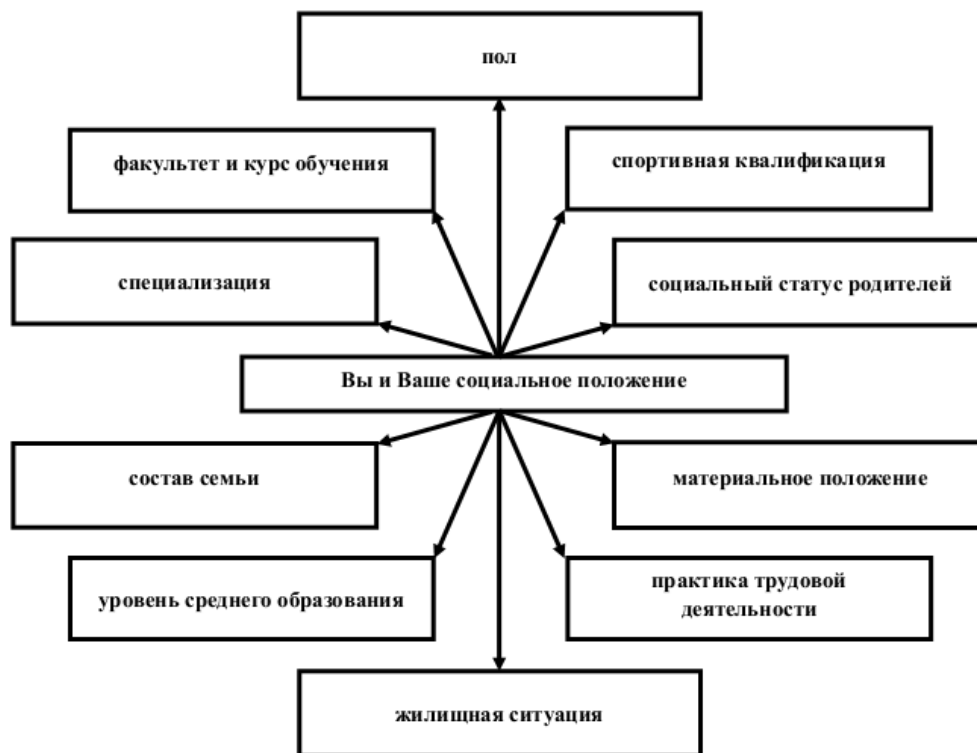 пол
факультет и курс обучения
спортивная квалификация
специализация
социальный статус родителей
Вы и Ваше социальное положение
состав семьи
материальное положение
уровень среднего образования
практика трудовой
деятельности
жилищная ситуация